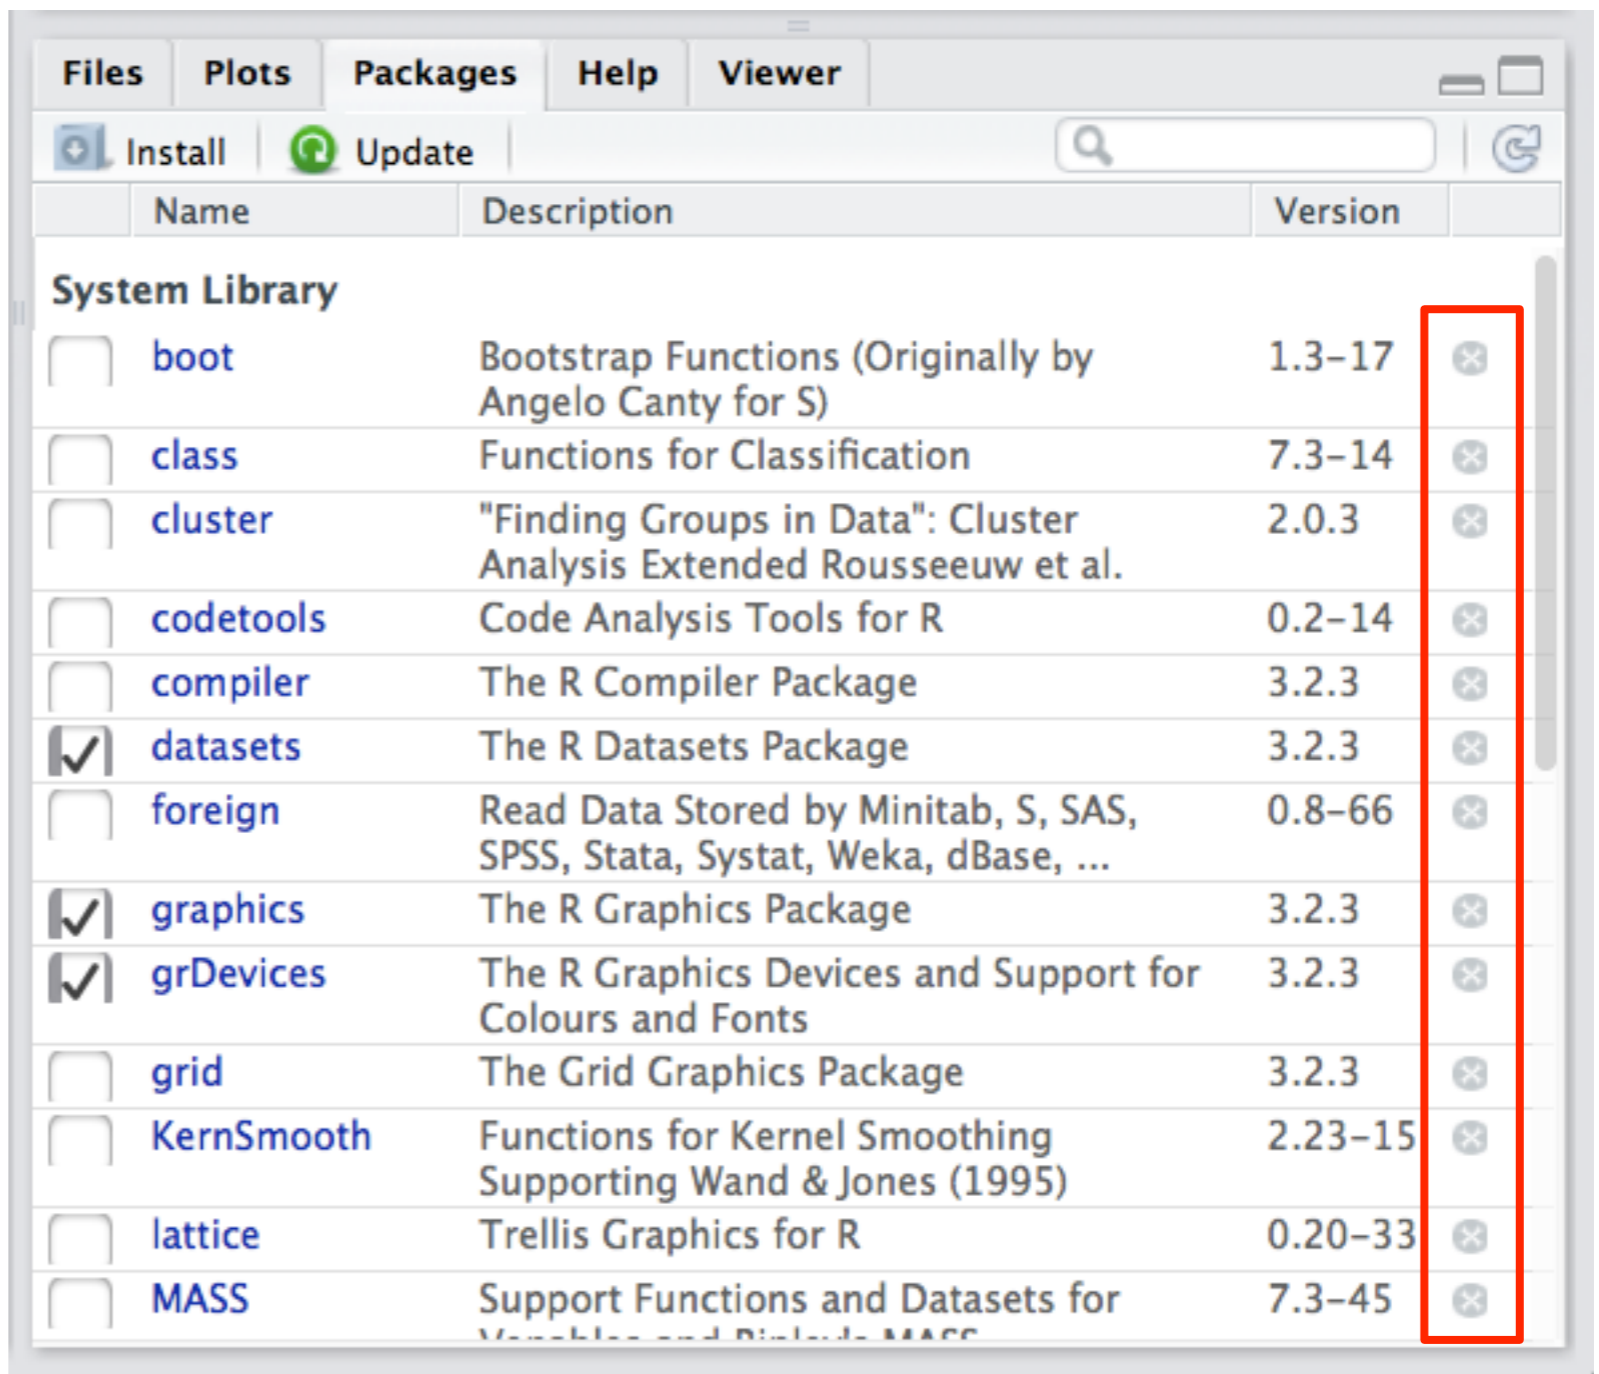 Files Plots Packages Help Viewer
Install Update
Name Description Version
System Library
boot Bootstrap Functions (Originally by 1.3-17
Angelo Canty for S)
class Functions for Classification 7.3-14
cluster "Finding Groups in Data": Cluster 2.0.3
Analysis Extended Rousseeuw et al.
codetools Code Analysis Tools for R 0.2-14
compiler The R Compiler Package 3.2.3
datasets The R Datasets Package 3.2.3
foreign Read Data Stored by Minitab, S, SAS, 0.8-66
SPSS, Stata, Systat, Weka, dBase, ...
graphics The R Graphics Package 3.2.3
grDevices The R Graphics Devices and Support for 3.2.3
Colours and Fonts
grid The Grid Graphics Package 3.2.3
KernSmooth Functions for Kernel Smoothing 2.23-15
Supporting Wand & Jones (1995)
lattice Trellis Graphics for R 0.20-33
MASS Support Functions and Datasets for 7.3-45